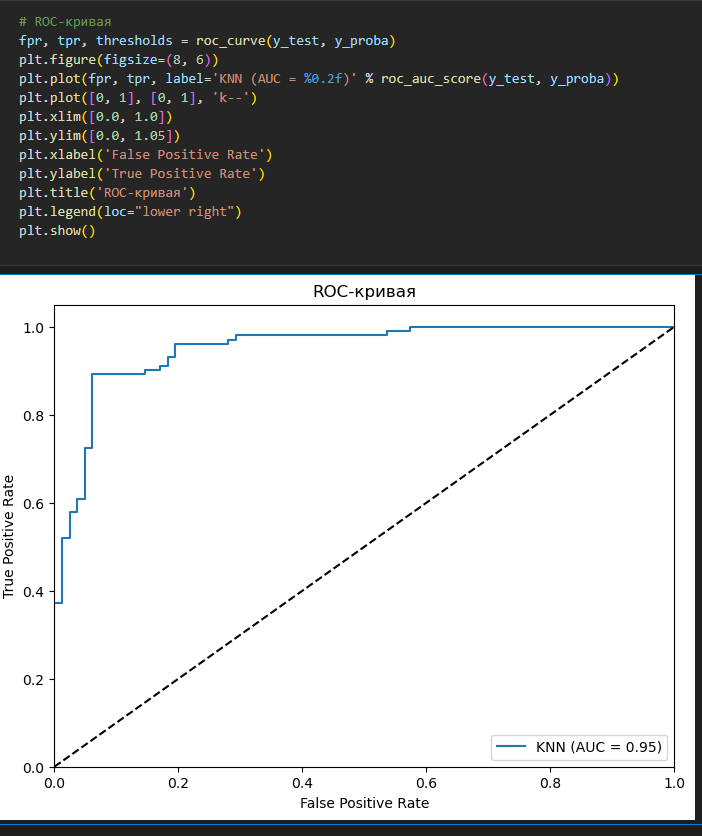 # ROC-кривая
fpr, tpr, thresholds = roc_curve(y_test, y_proba)
plt.figure(figsize=(8, 6))
plt.plot(fpr, tpr, label='KNN (AUC = %0.2f)' % roc_auc_score(y_test, y_proba))
plt.plot([0, 1], [0, 1], 'k--')
plt.xlim([0.0, 1.0])
plt.ylim([0.0, 1.05])
plt.xlabel('False Positive Rate')
plt.ylabel('True Positive Rate')
plt.title('ROC-кривая')
plt.legend(loc="lower right")
plt.show()
ROC-кривая
1.0
0.8
0.6
0.4
0.2
0.0
True Positive Rate
KNN (AUC = 0.95)
0.0 0.2 0.4 0.6 0.8 1.0
False Positive Rate